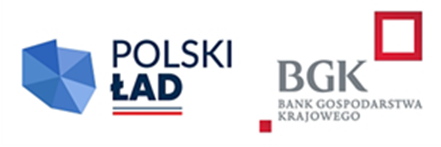 POLSKI
ŁAD
BGK
BANK GOSPODARSTWA
KRAJOWEGO